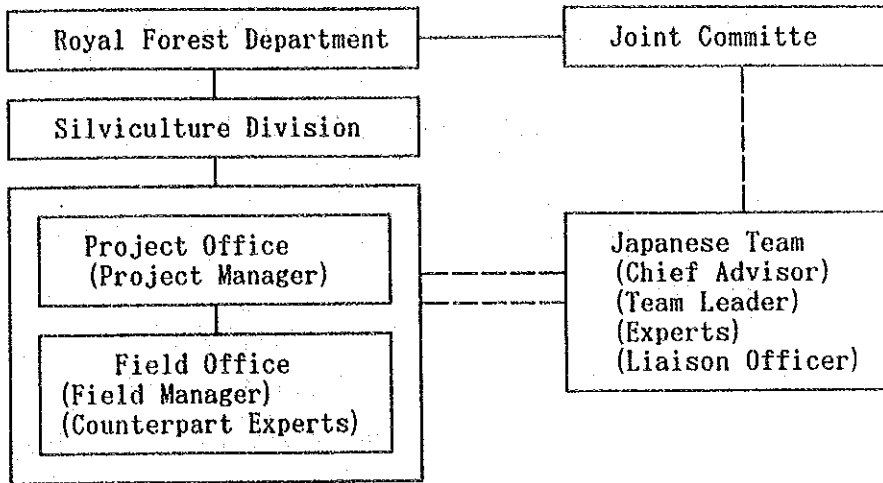 Royal Forest Department
Joint Committe
Silviculture Division
Project Office
(Project Manager)
Field Office
(Field Manager)
(Counterpart Experts)
Japanese Team
(Chief Advisor)
(Team Leader)
(Experts)
(Liaison Officer)